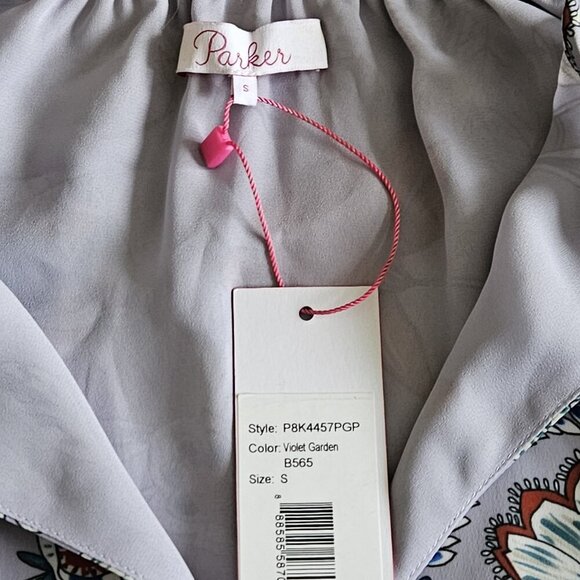 Parker
S
Style: P8K4457PGP
Color: Violet Garden
B565
Size: S